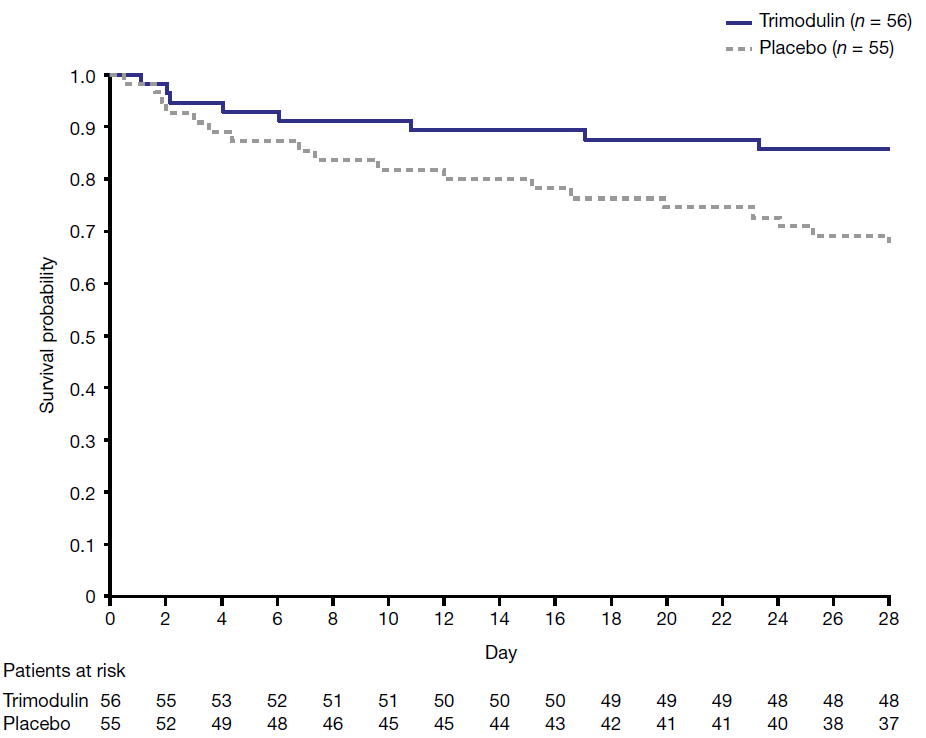 Trimodulin (n = 56)
Placebo (n = 55)
Survival probability
1.0
0.9
0.8
0.7
0.6
0.5
0.4
0.3
0.2
0.1
0
0 2 4 6 8 10 12 14 16 18 20 22 24 26 28
Day
Patients at risk
Trimodulin 56 55 53 52 51 51 50 50 50 49 49 49 48 48 48
Placebo 55 52 49 48 46 45 45 44 43 42 41 41 40 38 37